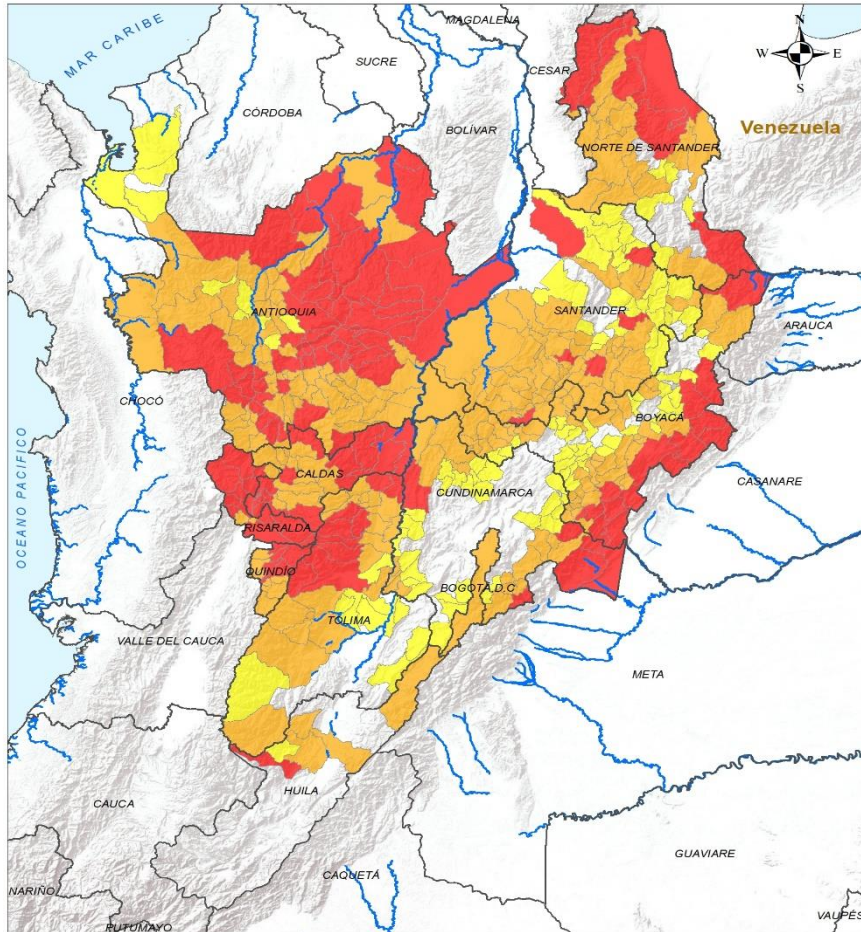 MAGDALENA
MAR CARIBE
N
SUCRE
W
E
CESAR
S
CÓRDOBA
BOLÍVAR
Venezuela
NORTE DE SANTANDER
ANTIOQUIA
SANTANDER
ARAUCA
CHOCÓ
BOYACÁ
CALDAS
CASANARE
CUNDINAMARCA
OCEANO PACIFICO
RISARALDA
QUINDÍO
BOGOTÁ, D.C
TOLIMA
VALLE DEL CAUCA
META
HUILA
CAUCA
GUAVIARE
CAQUETÁ
NARIÑO
PUTUMAYO
VAUPÉS